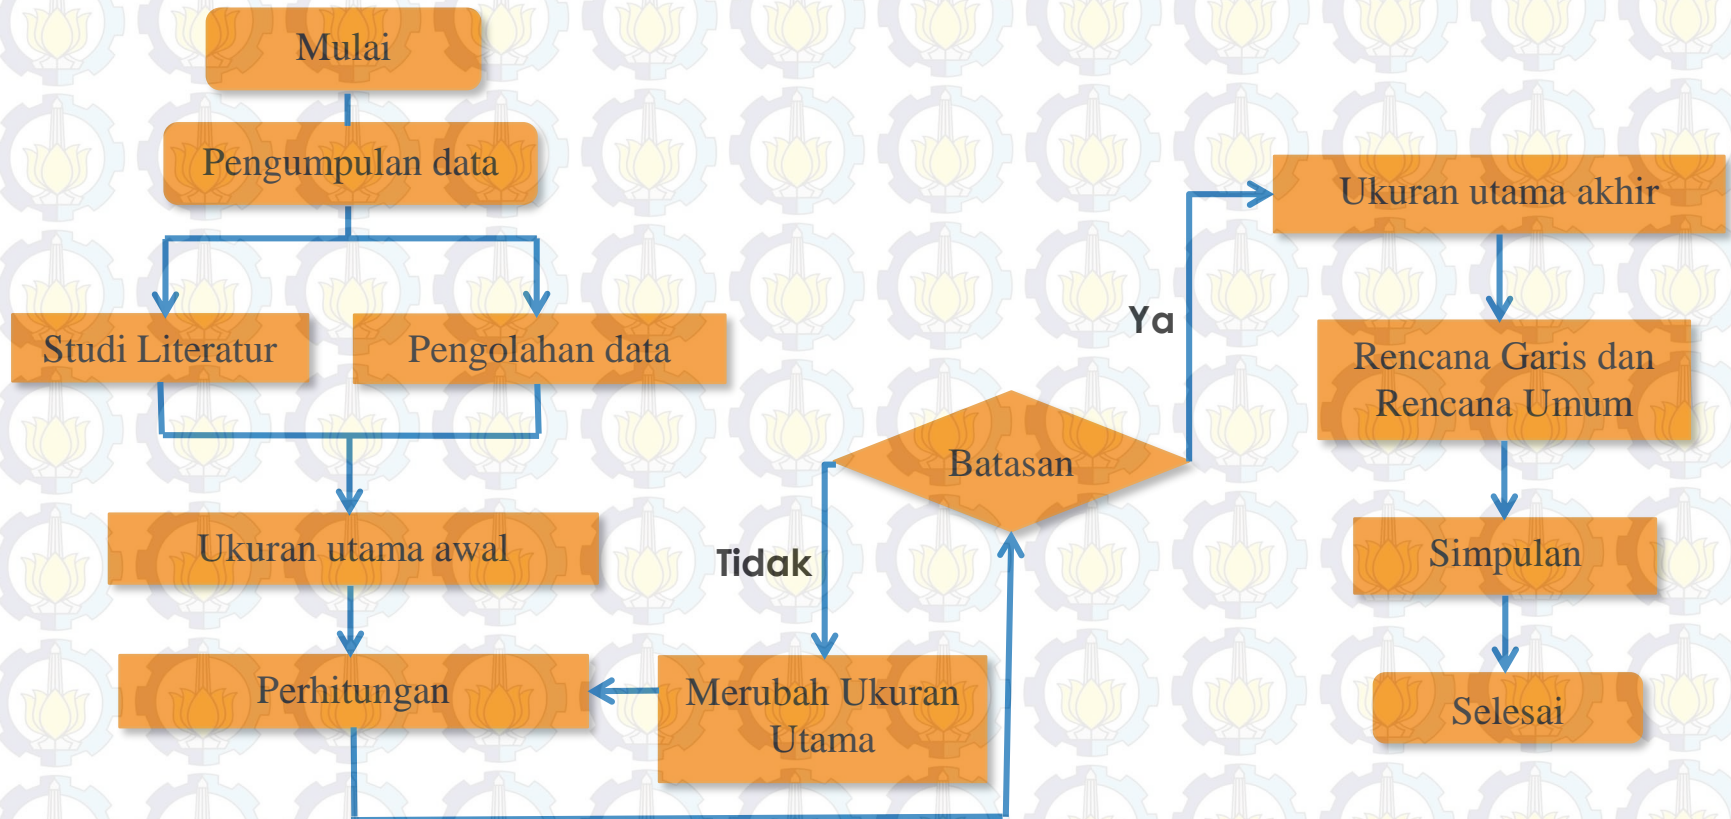 Mulai
Pengumpulan data
Studi Literatur
Pengolahan data
Ukuran utama awal
Perhitungan
Merubah Ukuran
Utama
Tidak
Batasan
Ya
Ukuran utama akhir
Rencana Garis dan
Rencana Umum
Simpulan
Selesai